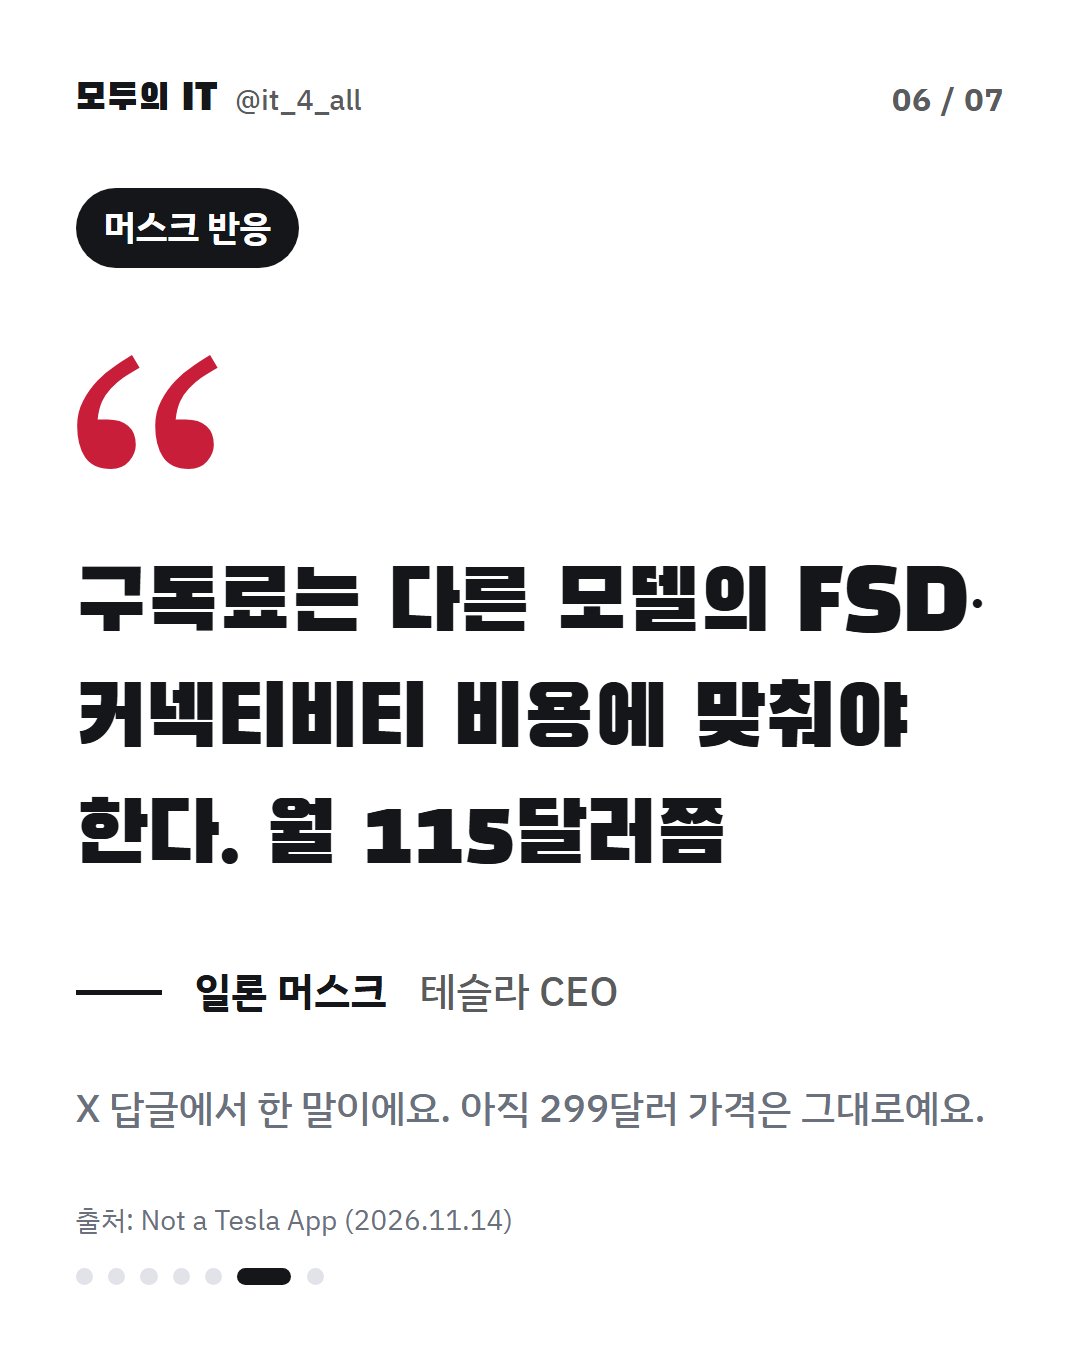 모두의 IT @it_4_all
06 / 07
머스크 반응
“
구독료는 다른 모델의 FSD·
커넥티비티 비용에 맞춰야
한다. 월 115달러쯤
일론 머스크 테슬라 CEO
X 답글에서 한 말이에요. 아직 299달러 가격은 그대로예요.
출처: Not a Tesla App (2026.11.14)